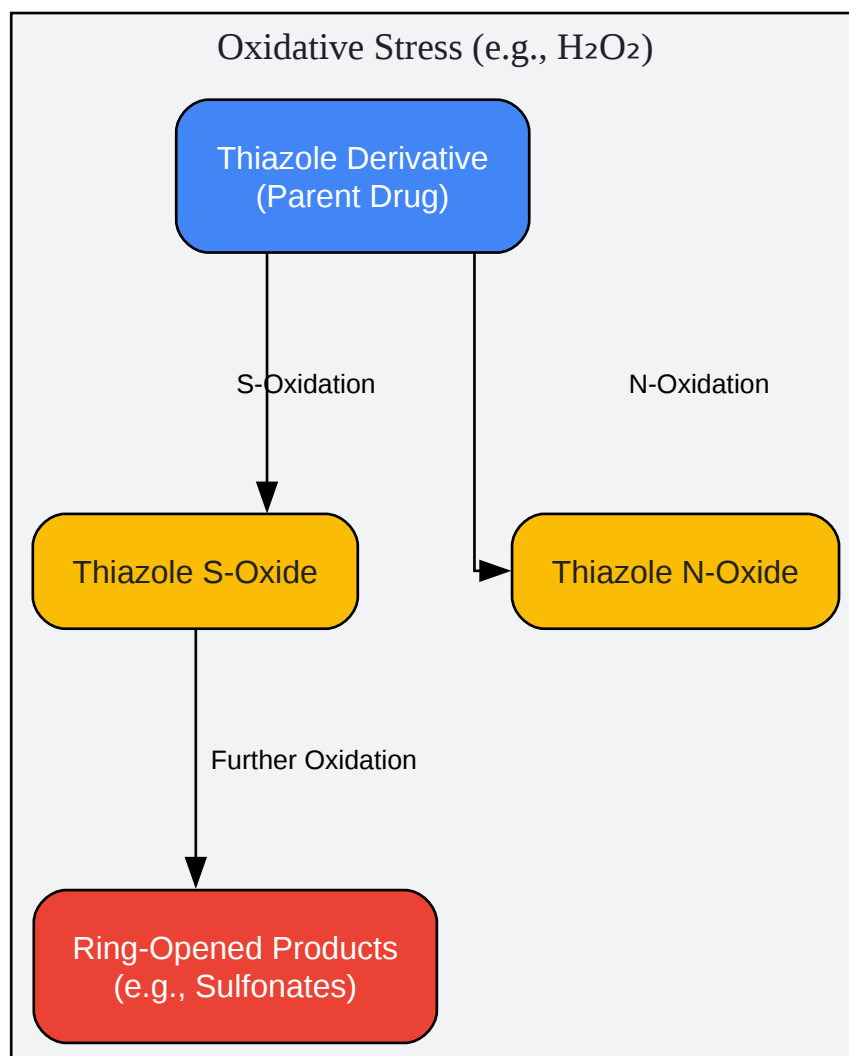 Oxidative Stress (e.g., H₂O₂)
Thiazole Derivative
(Parent Drug)
S-Oxidation
N-Oxidation
Thiazole S-Oxide
Thiazole N-Oxide
Further Oxidation
Ring-Opened Products
(e.g., Sulfonates)